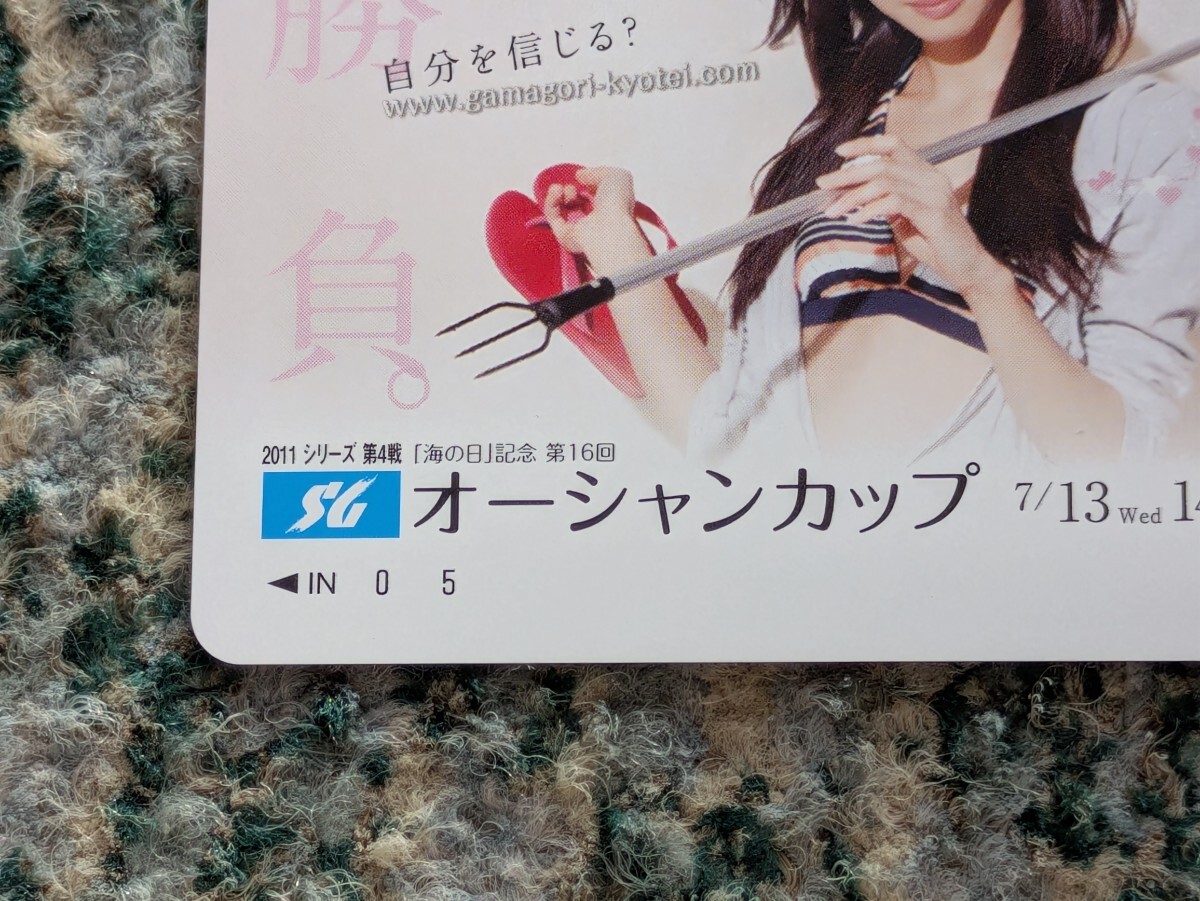 勝
負。
自分を信じる?
www.gamagori-kyotei.com
2011 シリーズ 第4戦 「海の日」記念 第16回
SG オーシャンカップ 7/13 Wed 14
◀IN 0 5